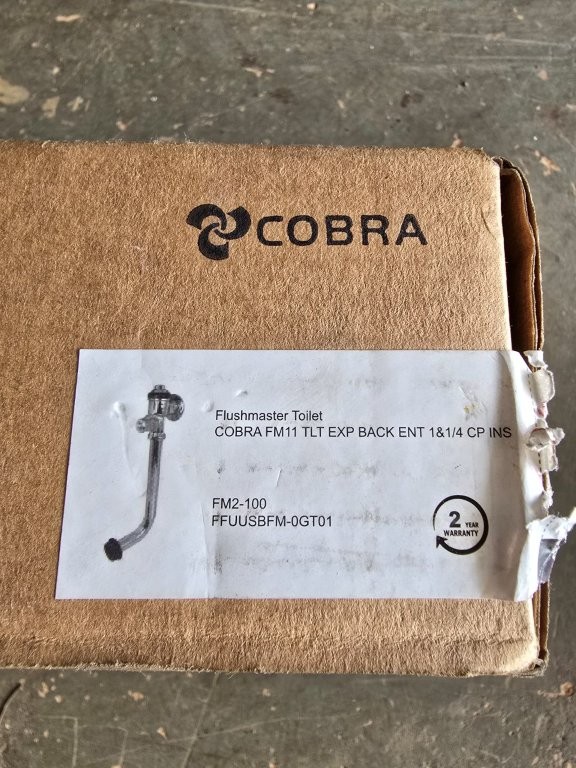 COBRA
Flushmaster Toilet
COBRA FM11 TLT EXP BACK ENT 1&1/4 CP INS
FM2-100
FFUUSBFM-0GT01
2 YEAR
WARRANTY